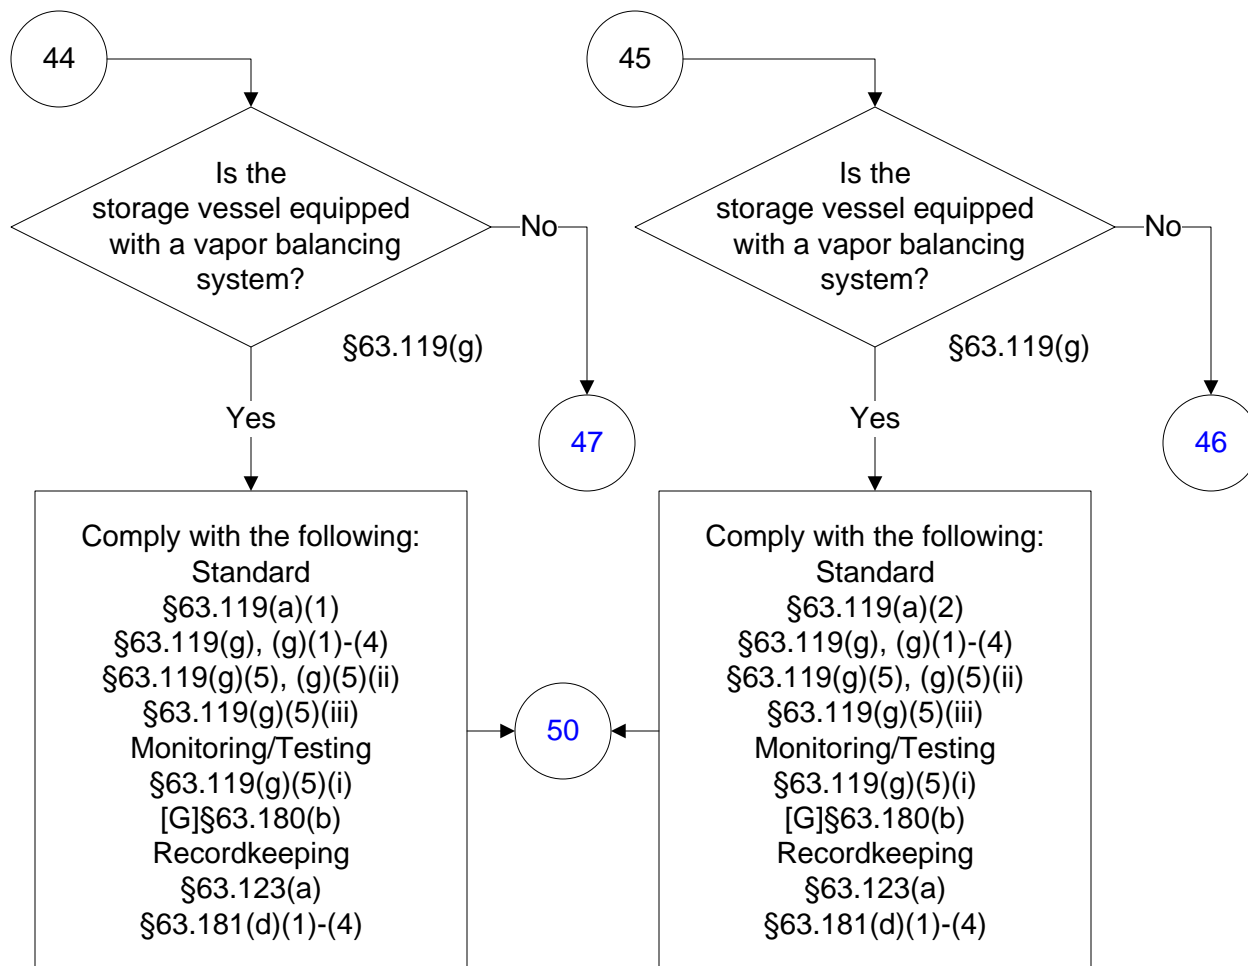 44
Is the
storage vessel equipped
with a vapor balancing
system?
No
§63.119(g)
Yes
47
Comply with the following:
Standard
§63.119(a)(1)
§63.119(g), (g)(1)-(4)
§63.119(g)(5), (g)(5)(ii)
§63.119(g)(5)(iii)
Monitoring/Testing
§63.119(g)(5)(i)
[G]§63.180(b)
Recordkeeping
§63.123(a)
§63.181(d)(1)-(4)
50
45
Is the
storage vessel equipped
with a vapor balancing
system?
No
§63.119(g)
Yes
46
Comply with the following:
Standard
§63.119(a)(2)
§63.119(g), (g)(1)-(4)
§63.119(g)(5), (g)(5)(ii)
§63.119(g)(5)(iii)
Monitoring/Testing
§63.119(g)(5)(i)
[G]§63.180(b)
Recordkeeping
§63.123(a)
§63.181(d)(1)-(4)